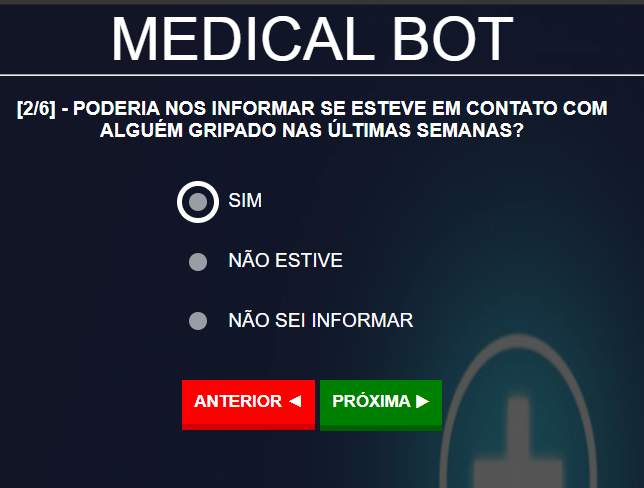 MEDICAL BOT
[2/6] - PODERIA NOS INFORMAR SE ESTEVE EM CONTATO COM
ALGUÉM GRIPADO NAS ÚLTIMAS SEMANAS?
SIM
NÃO ESTIVE
NÃO SEI INFORMAR
ANTERIOR ◄ PRÓXIMA ►